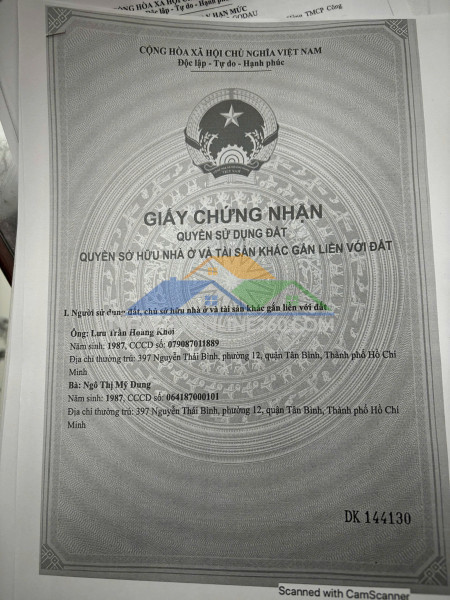 CỘNG HÒA XÃ HỘI CHỦ NGHĨA VIỆT NAM
Độc lập - Tự do - Hạnh phúc
GIẤY CHỨNG NHẬN
QUYỀN SỬ DỤNG ĐẤT
QUYỀN SỞ HỮU NHÀ Ở VÀ TÀI SẢN KHÁC GẮN LIỀN VỚI ĐẤT
I. Người sử dụng đất, chủ sở hữu nhà ở và tài sản khác gắn liền với đất
Ông: Lưu Trần Hoang Khôi
Năm sinh: 1987, CCCD số: 079087011889
Địa chỉ thường trú: 397 Nguyễn Thái Bình, phường 12, quận Tân Bình, Thành phố Hồ Chí
Minh
Bà: Ngô Thị Mỹ Dung
Năm sinh: 1987, CCCD số: 064187000101
Địa chỉ thường trú: 397 Nguyễn Thái Bình, phường 12, quận Tân Bình, Thành phố Hồ Chí
Minh
DK 144130
Scanned with CamScanner